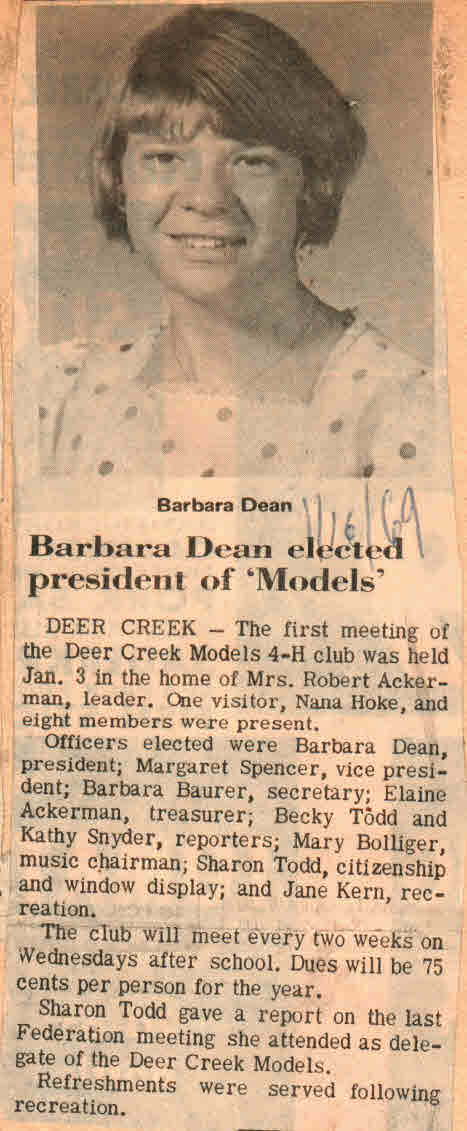 Barbara Dean
1/16/69
Barbara Dean elected
president of ‘Models’
DEER CREEK — The first meeting of
the Deer Creek Models 4-H club was held
Jan. 3 in the home of Mrs. Robert Acker-
man, leader. One visitor, Nana Hoke, and
eight members were present.
Officers elected were Barbara Dean,
president; Margaret Spencer, vice presi-
dent; Barbara Baurer, secretary; Elaine
Ackerman, treasurer; Becky Todd and
Kathy Snyder, reporters; Mary Bolliger,
music chairman; Sharon Todd, citizenship
and window display; and Jane Kern, rec-
reation.
The club will meet every two weeks on
Wednesdays after school. Dues will be 75
cents per person for the year.
Sharon Todd gave a report on the last
Federation meeting she attended as dele-
gate of the Deer Creek Models.
Refreshments were served following
recreation.